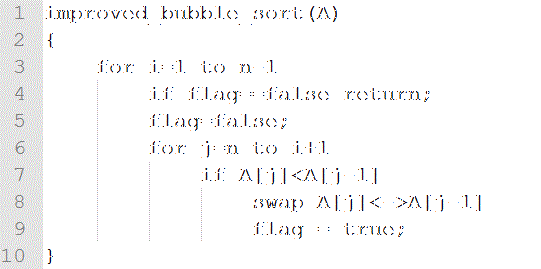 1 improved_bubble_sort(A)
2 {
3 for i=1 to n-1
4 if flag==false return;
5 flag=false;
6 for j=n to i+1
7 if A[j]<A[j-1]
8 swap A[j]<->A[j-1]
9 flag = true;
10 }